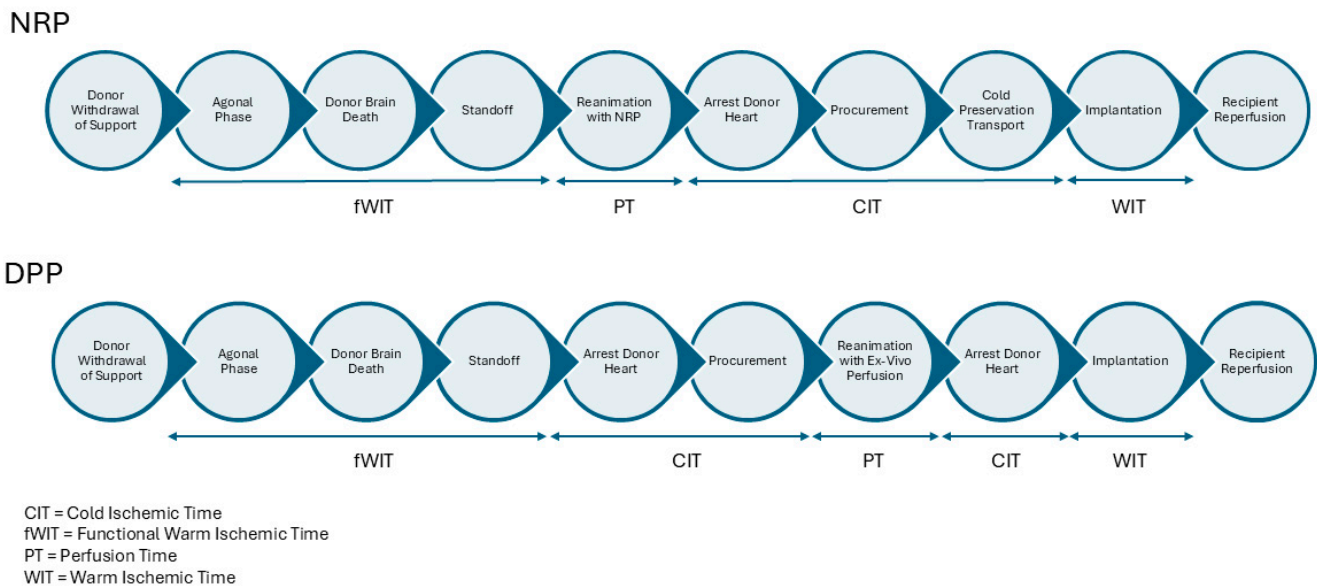 NRP
Donor
Withdrawal
of Support
Agonal
Phase
Donor Brain
Death
Standoff
Reanimation
with NRP
Arrest Donor
Heart
Procurement
Cold
Preservation
Transport
Implantation
Recipient
Reperfusion
fWIT
PT
CIT
WIT
DPP
Donor
Withdrawal
of Support
Agonal
Phase
Donor Brain
Death
Standoff
Arrest Donor
Heart
Procurement
Reanimation
with Ex-Vivo
Perfusion
Arrest Donor
Heart
Implantation
Recipient
Reperfusion
fWIT
CIT
PT
CIT
WIT
CIT = Cold Ischemic Time
fWIT = Functional Warm Ischemic Time
PT = Perfusion Time
WIT = Warm Ischemic Time